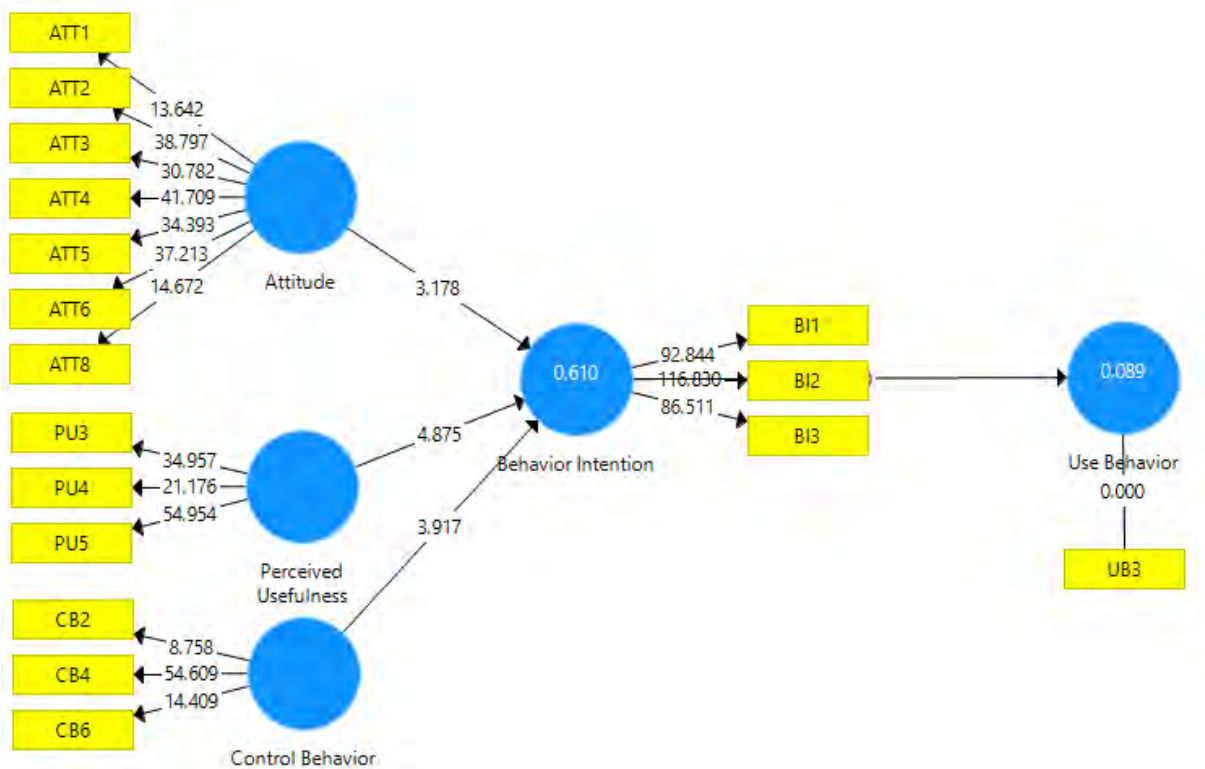 ATT1
ATT2
ATT3
ATT4
ATT5
ATT6
ATT8
13.642
38.797
30.782
41.709
34.393
37.213
14.672
Attitude
3.178
PU3
PU4
PU5
34.957
21.176
54.954
Perceived
Usefulness
4.875
CB2
CB4
CB6
8.758
54.609
14.409
Control Behavior
3.917
0.610
Behavior Intention
92.844
116.830
86.511
BI1
BI2
BI3
0.089
Use Behavior
0.000
UB3